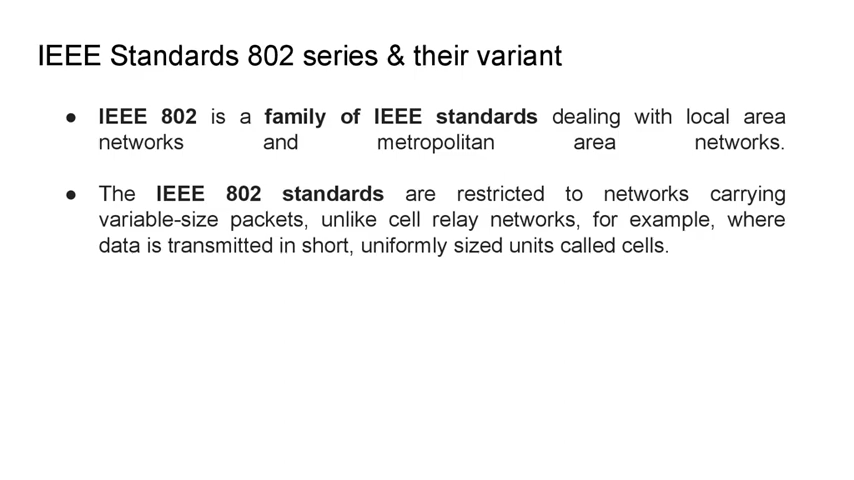 IEEE Standards 802 series & their variant
● IEEE 802 is a family of IEEE standards dealing with local area
networks and metropolitan area networks.
● The IEEE 802 standards are restricted to networks carrying
variable-size packets, unlike cell relay networks, for example, where
data is transmitted in short, uniformly sized units called cells.